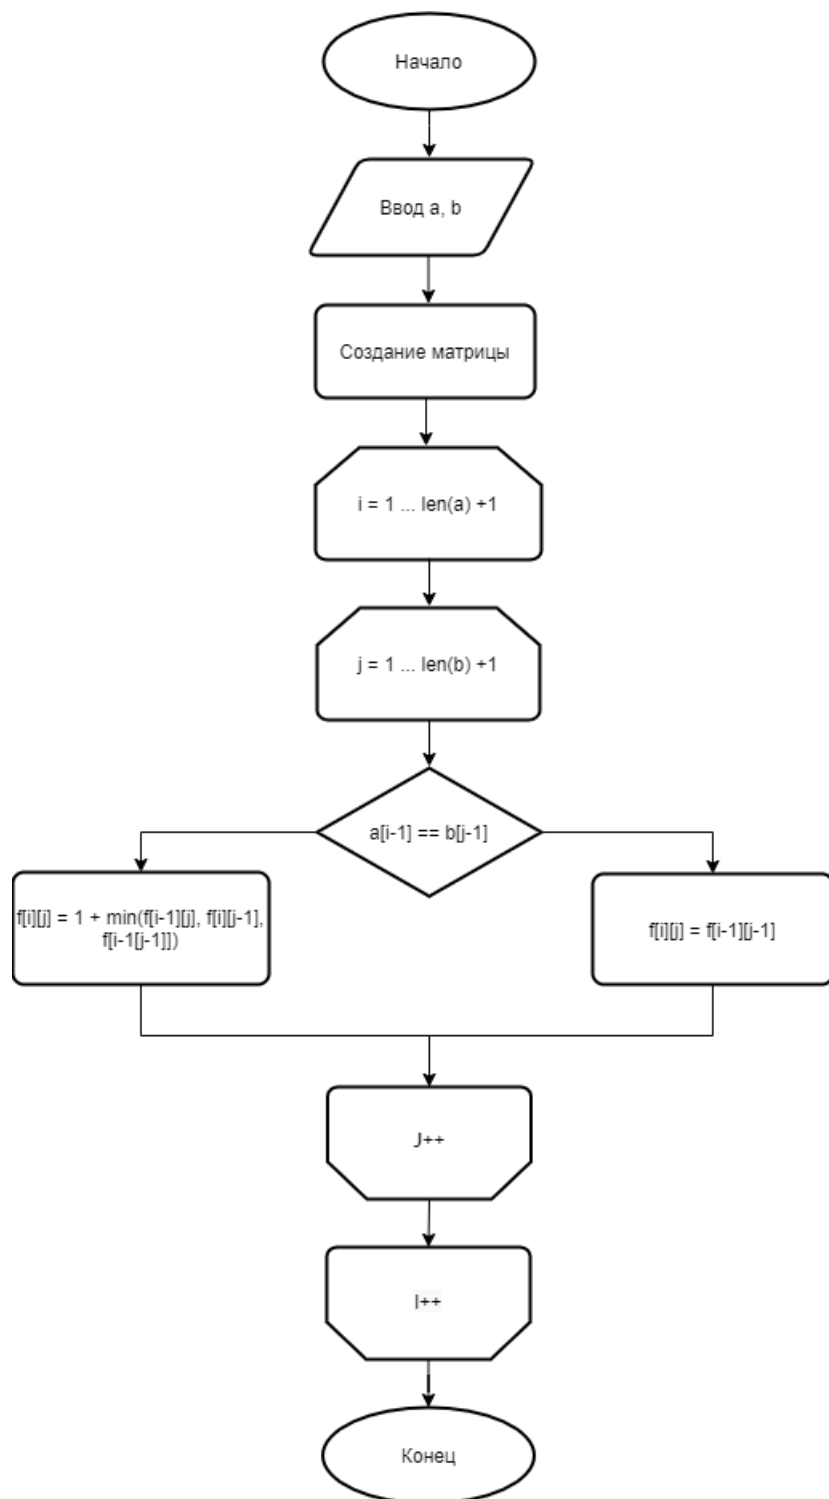 Начало
Ввод a, b
Создание матрицы
i = 1 ... len(a) +1
j = 1 ... len(b) +1
a[i-1] == b[j-1]
f[i][j] = 1 + min(f[i-1][j], f[i][j-1],
f[i-1[j-1]])
f[i][j] = f[i-1][j-1]
J++
I++
Конец